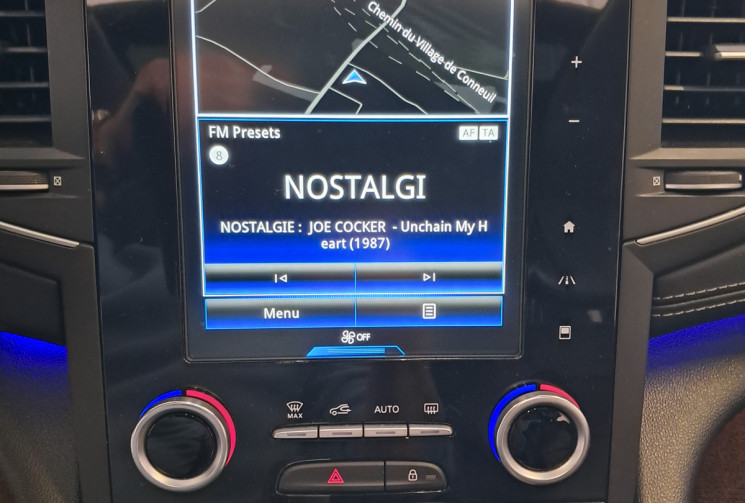 Chemin du Village de Conneuil
FM Presets
AF TA
8
NOSTALGI
NOSTALGIE : JOE COCKER - Unchain My H
eart (1987)
Menu
OFF
MAX
AUTO